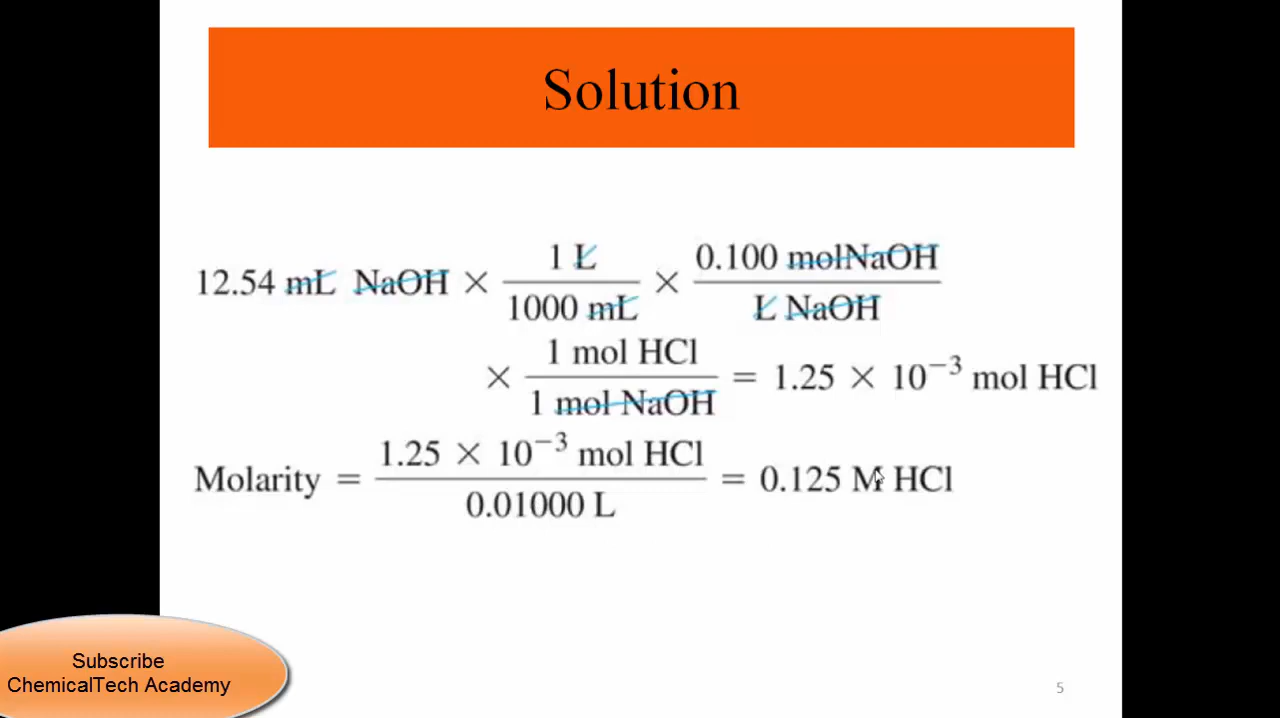 Solution
12.54 mL NaOH × 1 L / 1000 mL × 0.100 molNaOH / L NaOH
× 1 mol HCl / 1 mol NaOH = 1.25 × 10⁻³ mol HCl
Molarity = 1.25 × 10⁻³ mol HCl / 0.01000 L = 0.125 M HCl
Subscribe
ChemicalTech Academy
5